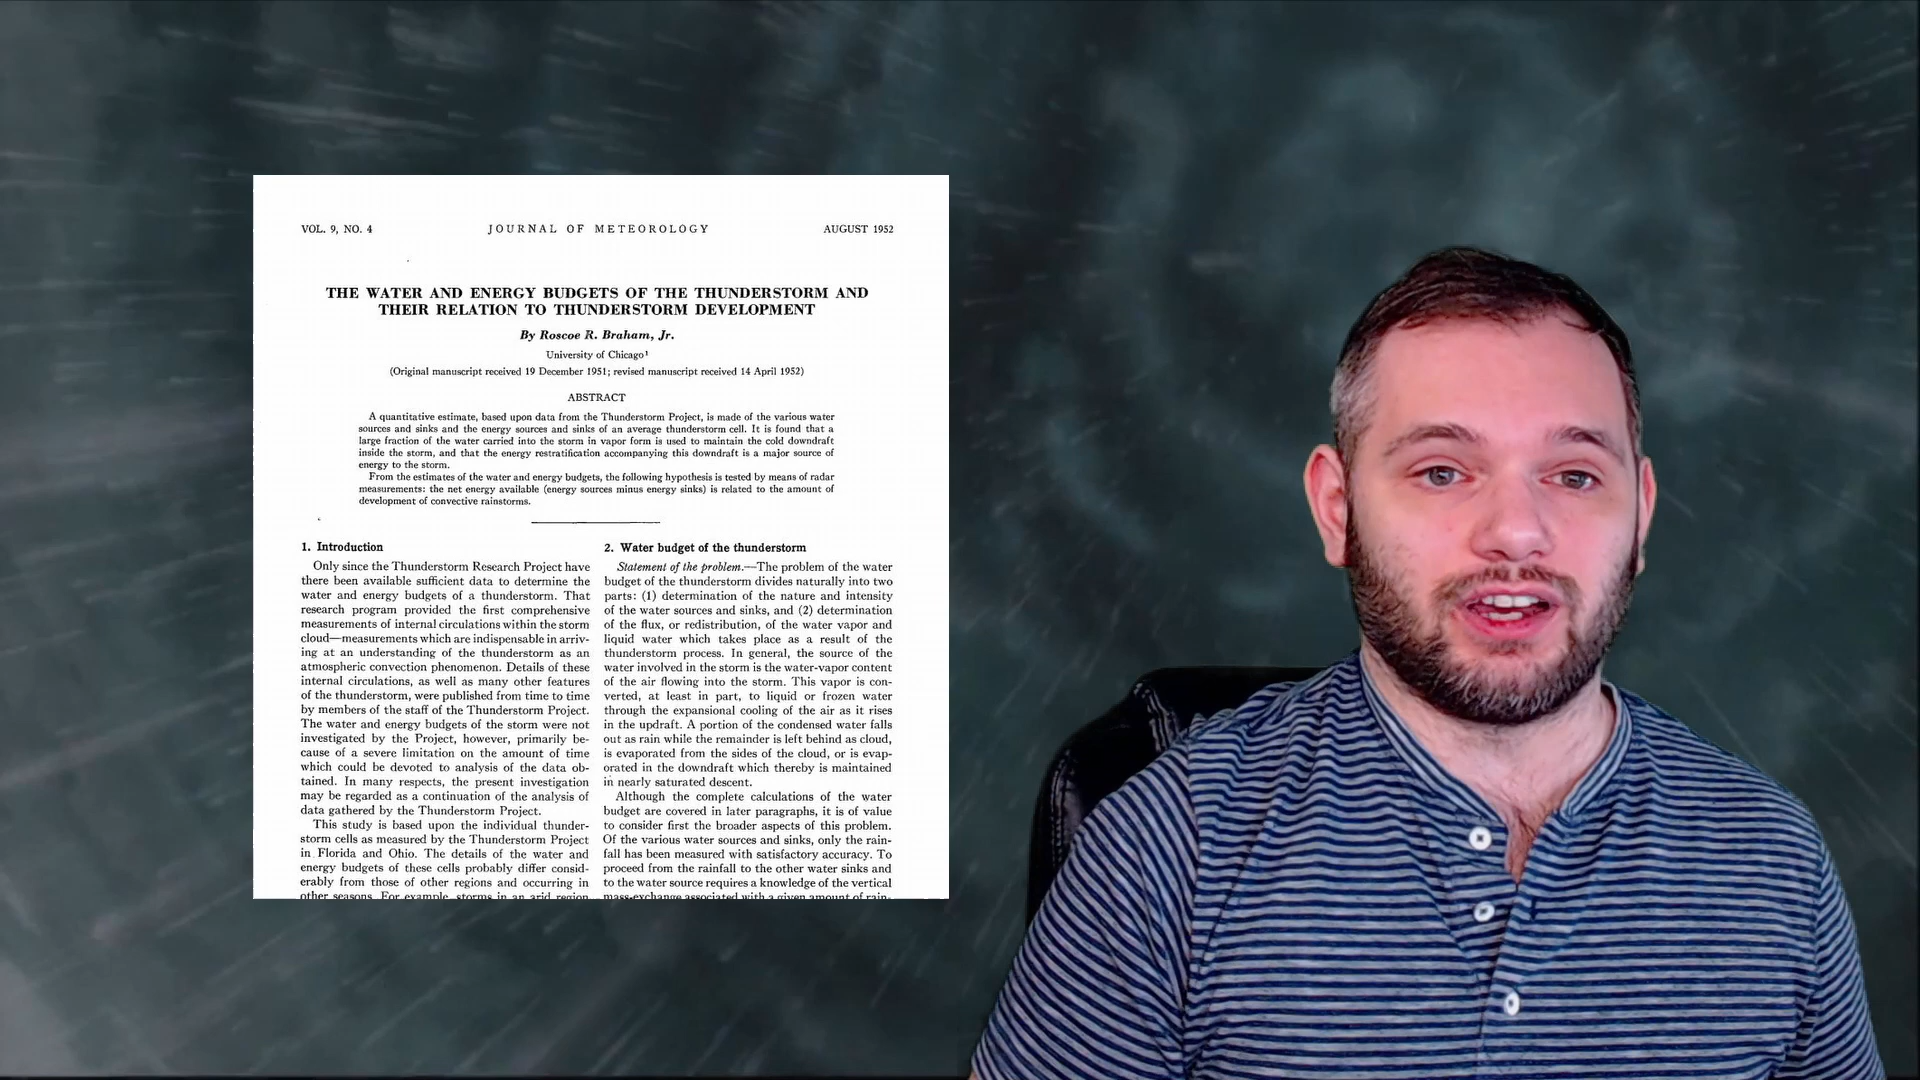 VOL. 9, NO. 4 JOURNAL OF METEOROLOGY AUGUST 1952
THE WATER AND ENERGY BUDGETS OF THE THUNDERSTORM AND
THEIR RELATION TO THUNDERSTORM DEVELOPMENT
By Roscoe R. Braham, Jr.
University of Chicago¹
(Original manuscript received 19 December 1951; revised manuscript received 14 April 1952)
ABSTRACT
A quantitative estimate, based upon data from the Thunderstorm Project, is made of the various water
sources and sinks and the energy sources and sinks of an average thunderstorm cell. It is found that a
large fraction of the water carried into the storm in vapor form is used to maintain the cold downdraft
inside the storm, and that the energy restratification accompanying this downdraft is a major source of
energy to the storm.
From the estimates of the water and energy budgets, the following hypothesis is tested by means of radar
measurements: the net energy available (energy sources minus energy sinks) is related to the amount of
development of convective rainstorms.
1. Introduction
Only since the Thunderstorm Research Project have
there been available sufficient data to determine the
water and energy budgets of a thunderstorm. That
research program provided the first comprehensive
measurements of internal circulations within the storm
cloud—measurements which are indispensable in arriv-
ing at an understanding of the thunderstorm as an
atmospheric convection phenomenon. Details of these
internal circulations, as well as many other features
of the thunderstorm, were published from time to time
by members of the staff of the Thunderstorm Project.
The water and energy budgets of the storm were not
investigated by the Project, however, primarily be-
cause of a severe limitation on the amount of time
which could be devoted to analysis of the data ob-
tained. In many respects, the present investigation
may be regarded as a continuation of the analysis of
data gathered by the Thunderstorm Project.
This study is based upon the individual thunder-
storm cells as measured by the Thunderstorm Project
in Florida and Ohio. The details of the water and
energy budgets of these cells probably differ consid-
erably from those of other regions and occurring in
other seasons. For example, storms in an arid region
2. Water budget of the thunderstorm
Statement of the problem.—The problem of the water
budget of the thunderstorm divides naturally into two
parts: (1) determination of the nature and intensity
of the water sources and sinks, and (2) determination
of the flux, or redistribution, of the water vapor and
liquid water which takes place as a result of the
thunderstorm process. In general, the source of the
water involved in the storm is the water-vapor content
of the air flowing into the storm. This vapor is con-
verted, at least in part, to liquid or frozen water
through the expansional cooling of the air as it rises
in the updraft. A portion of the condensed water falls
out as rain while the remainder is left behind as cloud,
is evaporated from the sides of the cloud, or is evap-
orated in the downdraft which thereby is maintained
in nearly saturated descent.
Although the complete calculations of the water
budget are covered in later paragraphs, it is of value
to consider first the broader aspects of this problem.
Of the various water sources and sinks, only the rain-
fall has been measured with satisfactory accuracy. To
proceed from the rainfall to the other water sinks and
to the water source requires a knowledge of the vertical
mass-exchange associated with a given amount of rain-